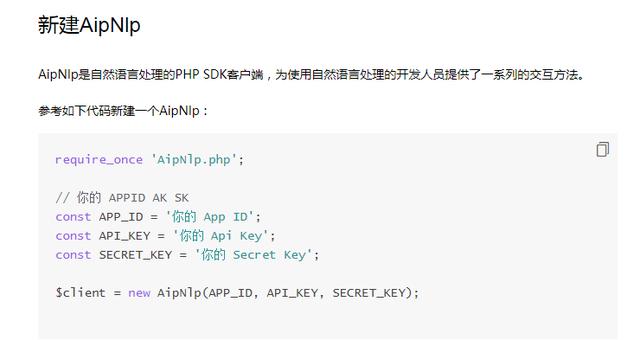 新建AipNlp
AipNlp是自然语言处理的PHP SDK客户端，为使用自然语言处理的开发人员提供了一系列的交互方法。
参考如下代码新建一个AipNlp：
require_once 'AipNlp.php';
// 你的 APPID AK SK
const APP_ID = '你的 App ID';
const API_KEY = '你的 Api Key';
const SECRET_KEY = '你的 Secret Key';
$client = new AipNlp(APP_ID, API_KEY, SECRET_KEY);